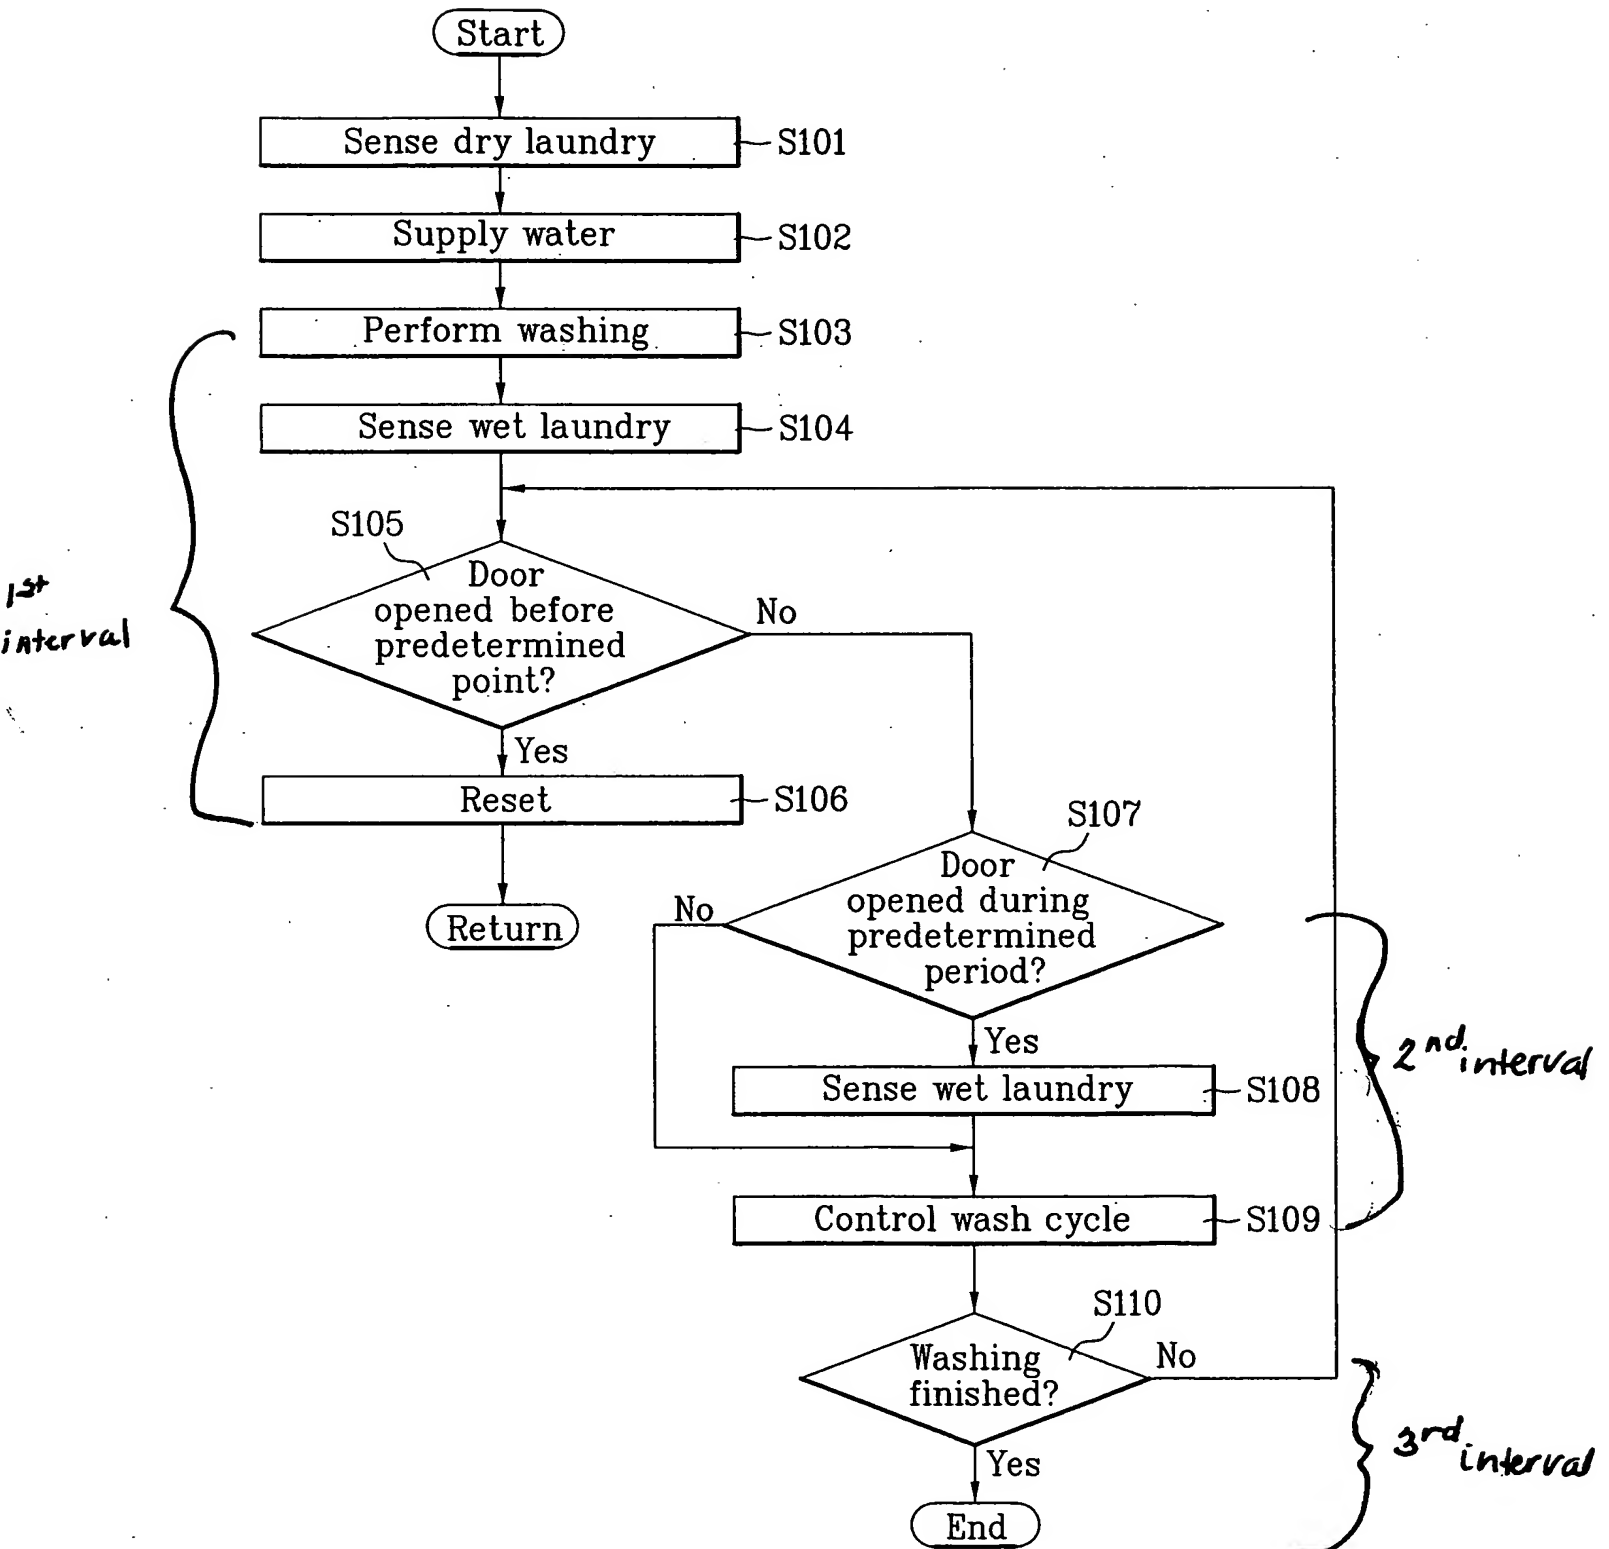 Start
Sense dry laundry S101
Supply water S102
Perform washing S103
Sense wet laundry S104
S105
Door
opened before
predetermined
point?
No
Yes
1st
interval
Reset S106
Return
S107
Door
opened during
predetermined
period?
No
Yes
Sense wet laundry S108
2nd interval
Control wash cycle S109
S110
Washing
finished?
No
Yes
3rd interval
End